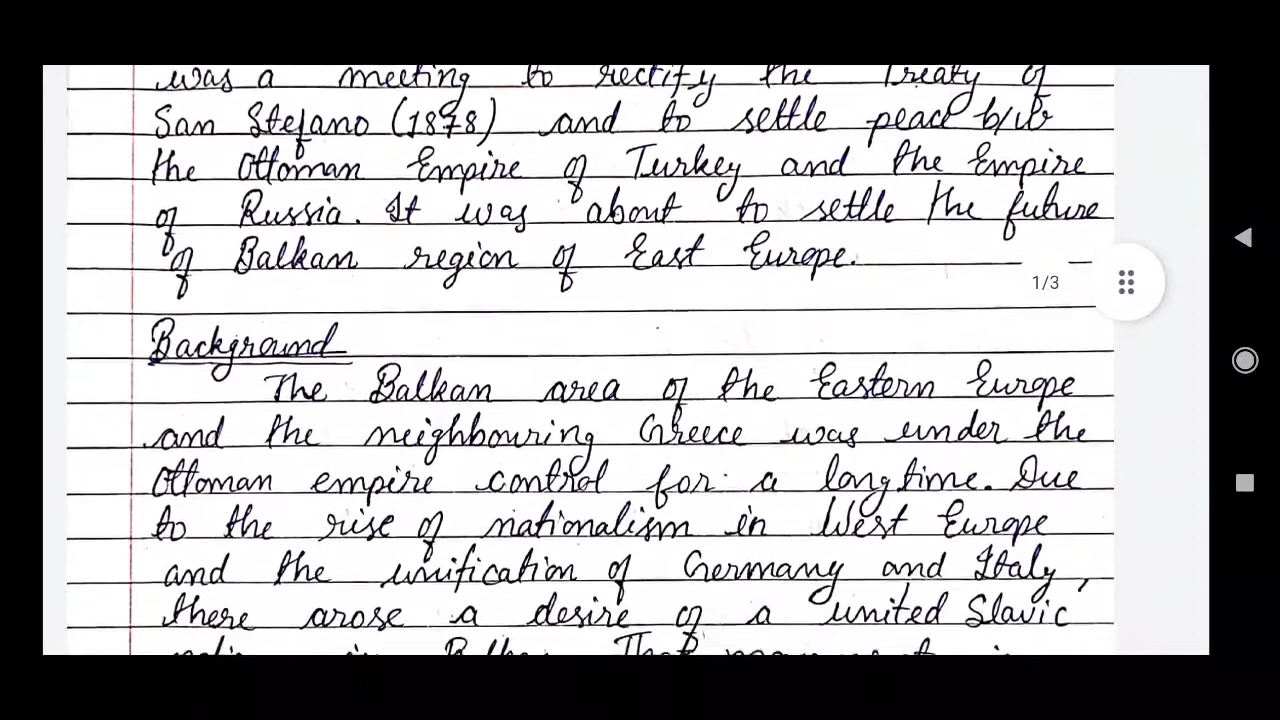 was a meeting to rectify the Treaty of
San Stefano (1878) and to settle peace b/w
the Ottoman Empire of Turkey and the Empire
of Russia. It was about to settle the future
of Balkan region of East Europe.
1/3
Background
The Balkan area of the Eastern Europe
and the neighbouring Greece was under the
Ottoman empire control for a long time. Due
to the rise of nationalism in West Europe
and the unification of Germany and Italy,
there arose a desire of a united Slavic